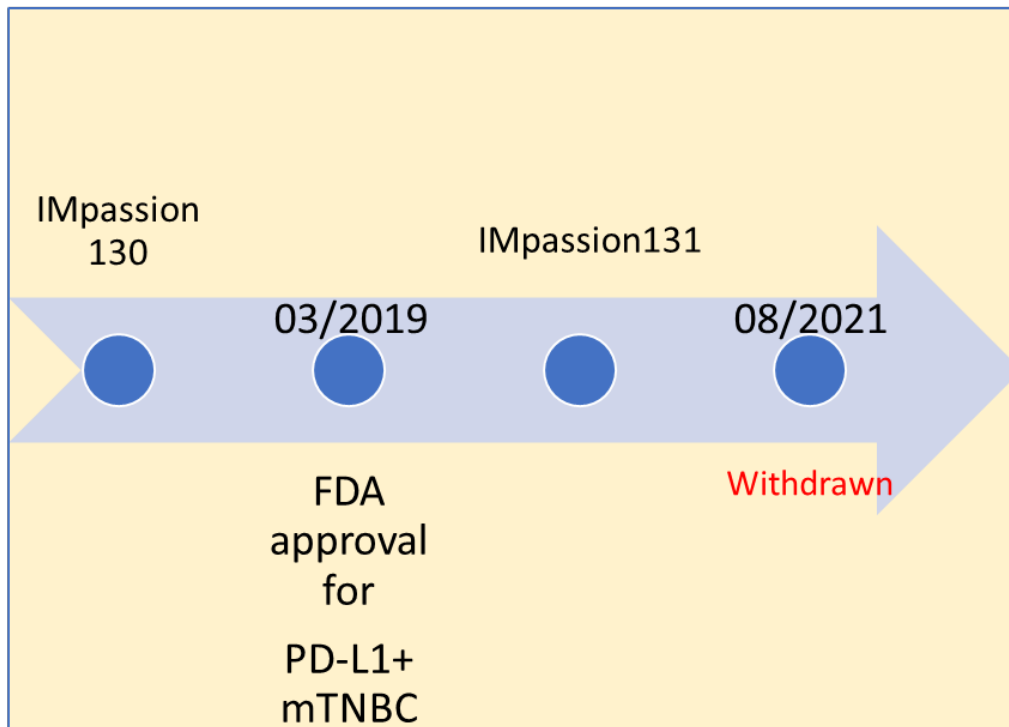 IMpassion
130
IMpassion131
03/2019
08/2021
FDA
approval
for
PD-L1+
mTNBC
Withdrawn